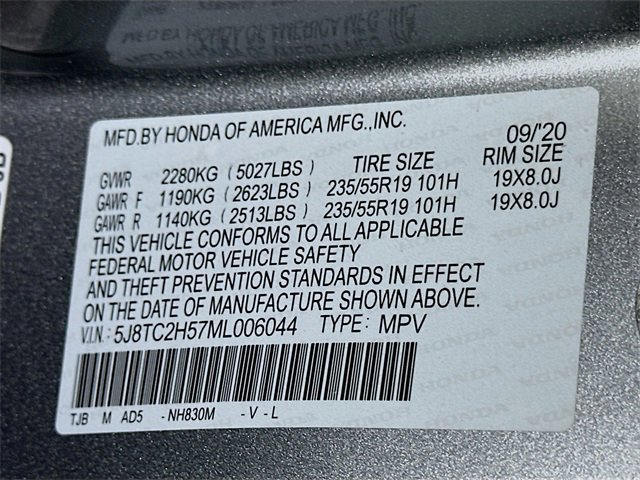 MFD.BY HONDA OF AMERICA MFG.,INC.
09/'20
GVWR 2280KG (5027LBS) TIRE SIZE RIM SIZE
GAWR F 1190KG (2623LBS) 235/55R19 101H 19X8.0J
GAWR R 1140KG (2513LBS) 235/55R19 101H 19X8.0J
THIS VEHICLE CONFORMS TO ALL APPLICABLE
FEDERAL MOTOR VEHICLE SAFETY
AND THEFT PREVENTION STANDARDS IN EFFECT
ON THE DATE OF MANUFACTURE SHOWN ABOVE.
V.I.N.: 5J8TC2H57ML006044 TYPE: MPV
TJB M AD5 -NH830M -V-L